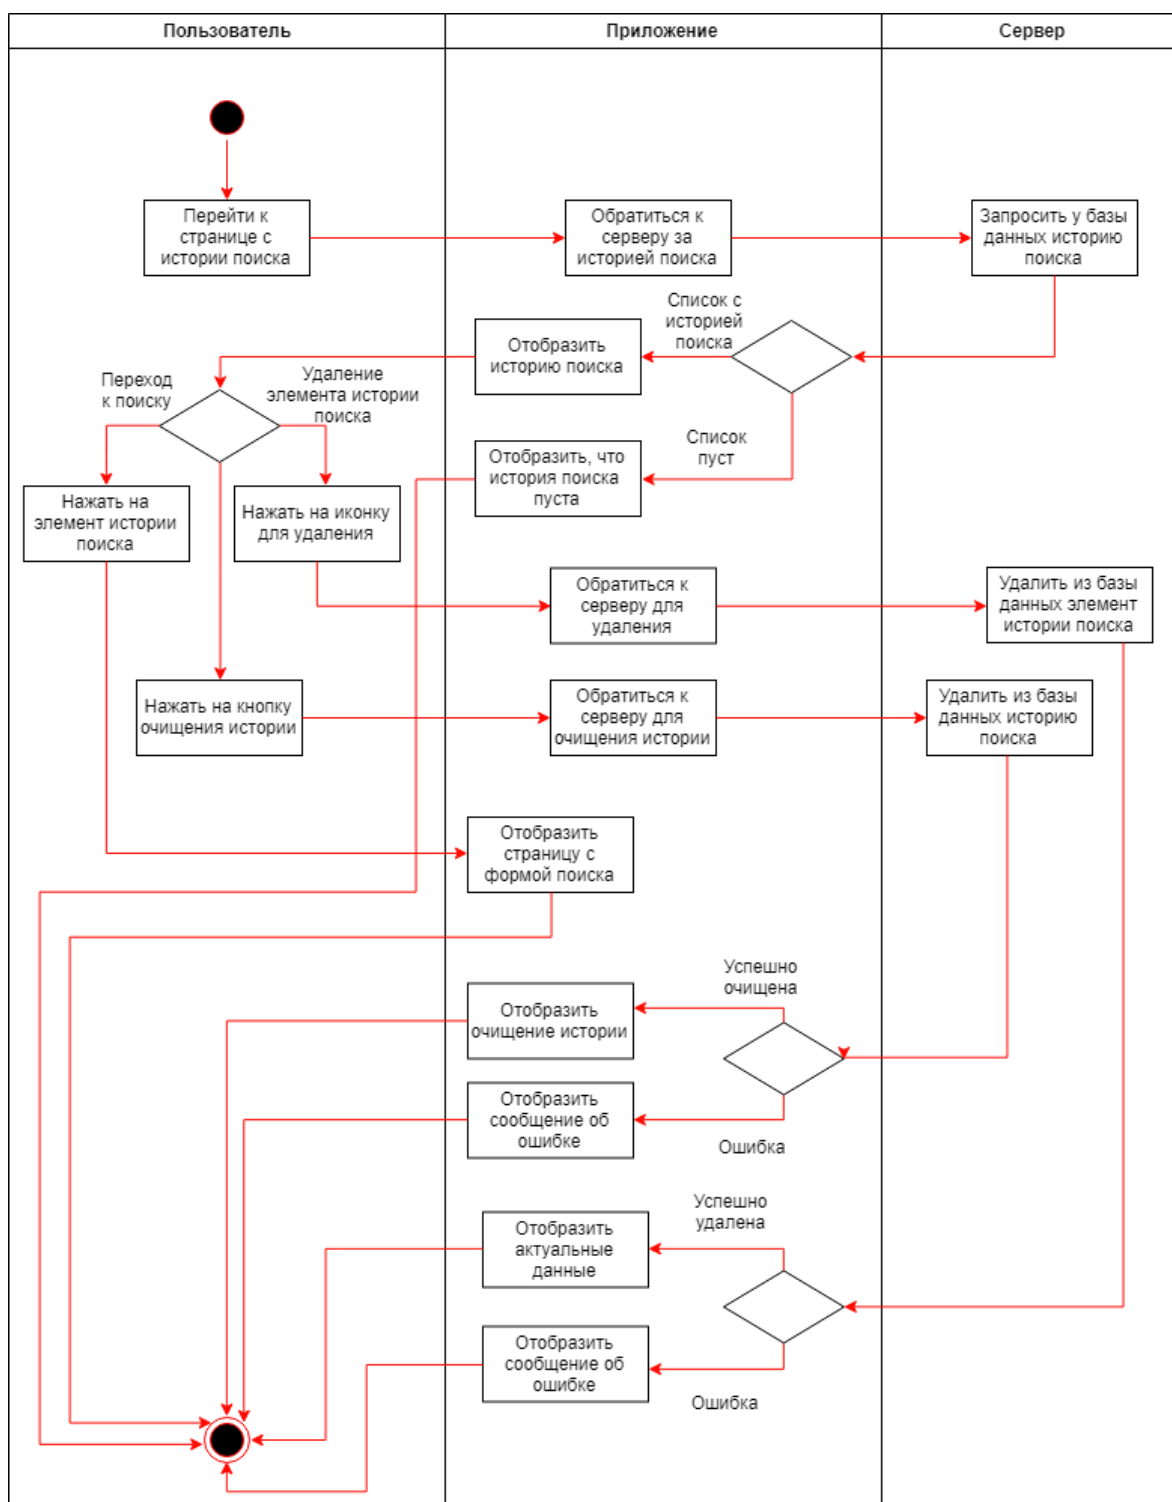 Пользователь
Приложение
Сервер
Перейти к
странице с
истории поиска
Обратиться к
серверу за
историей поиска
Запросить у базы
данных историю
поиска
Список с
историей
поиска
Отобразить
историю поиска
Переход
к поиску
Удаление
элемента истории
поиска
Список
пуст
Отобразить, что
история поиска
пуста
Нажать на
элемент истории
поиска
Нажать на иконку
для удаления
Обратиться к
серверу для
удаления
Удалить из базы
данных элемент
истории поиска
Нажать на кнопку
очищения истории
Обратиться к
серверу для
очищения истории
Удалить из базы
данных историю
поиска
Отобразить
страницу с
формой поиска
Успешно
очищена
Отобразить
очищение истории
Отобразить
сообщение об
ошибке
Ошибка
Успешно
удалена
Отобразить
актуальные
данные
Отобразить
сообщение об
ошибке
Ошибка